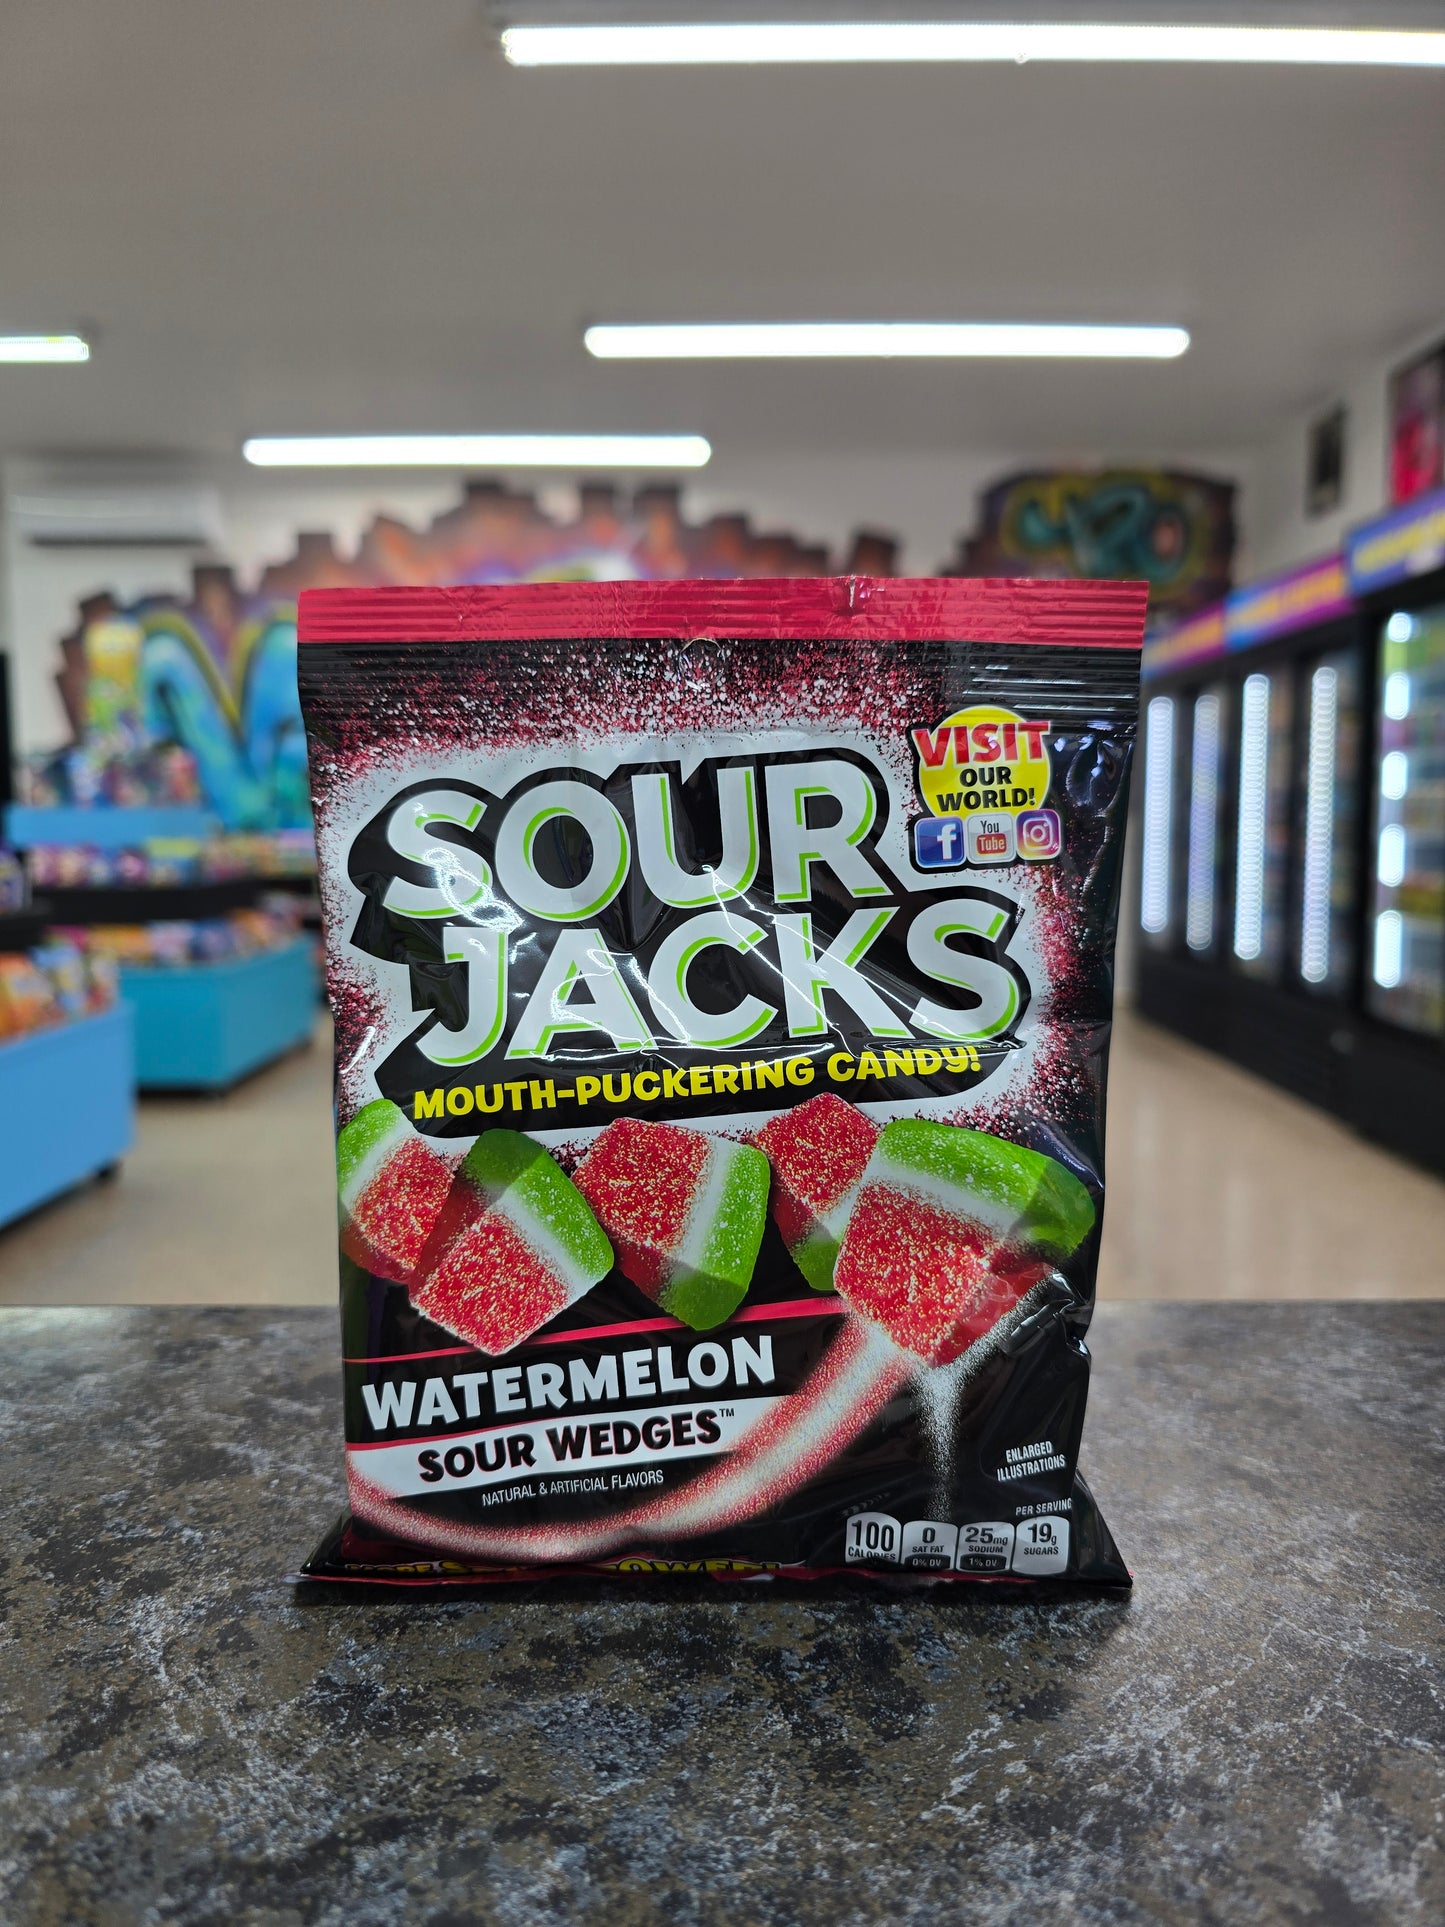 VISIT
OUR
WORLD!
f
You
Tube
SOUR
JACKS
MOUTH-PUCKERING CANDY!
WATERMELON
SOUR WEDGES™
NATURAL & ARTIFICIAL FLAVORS
ENLARGED
ILLUSTRATIONS
PER SERVING
100
CALORIES
0
SAT FAT
0% DV
25mg
SODIUM
1% DV
19g
SUGARS